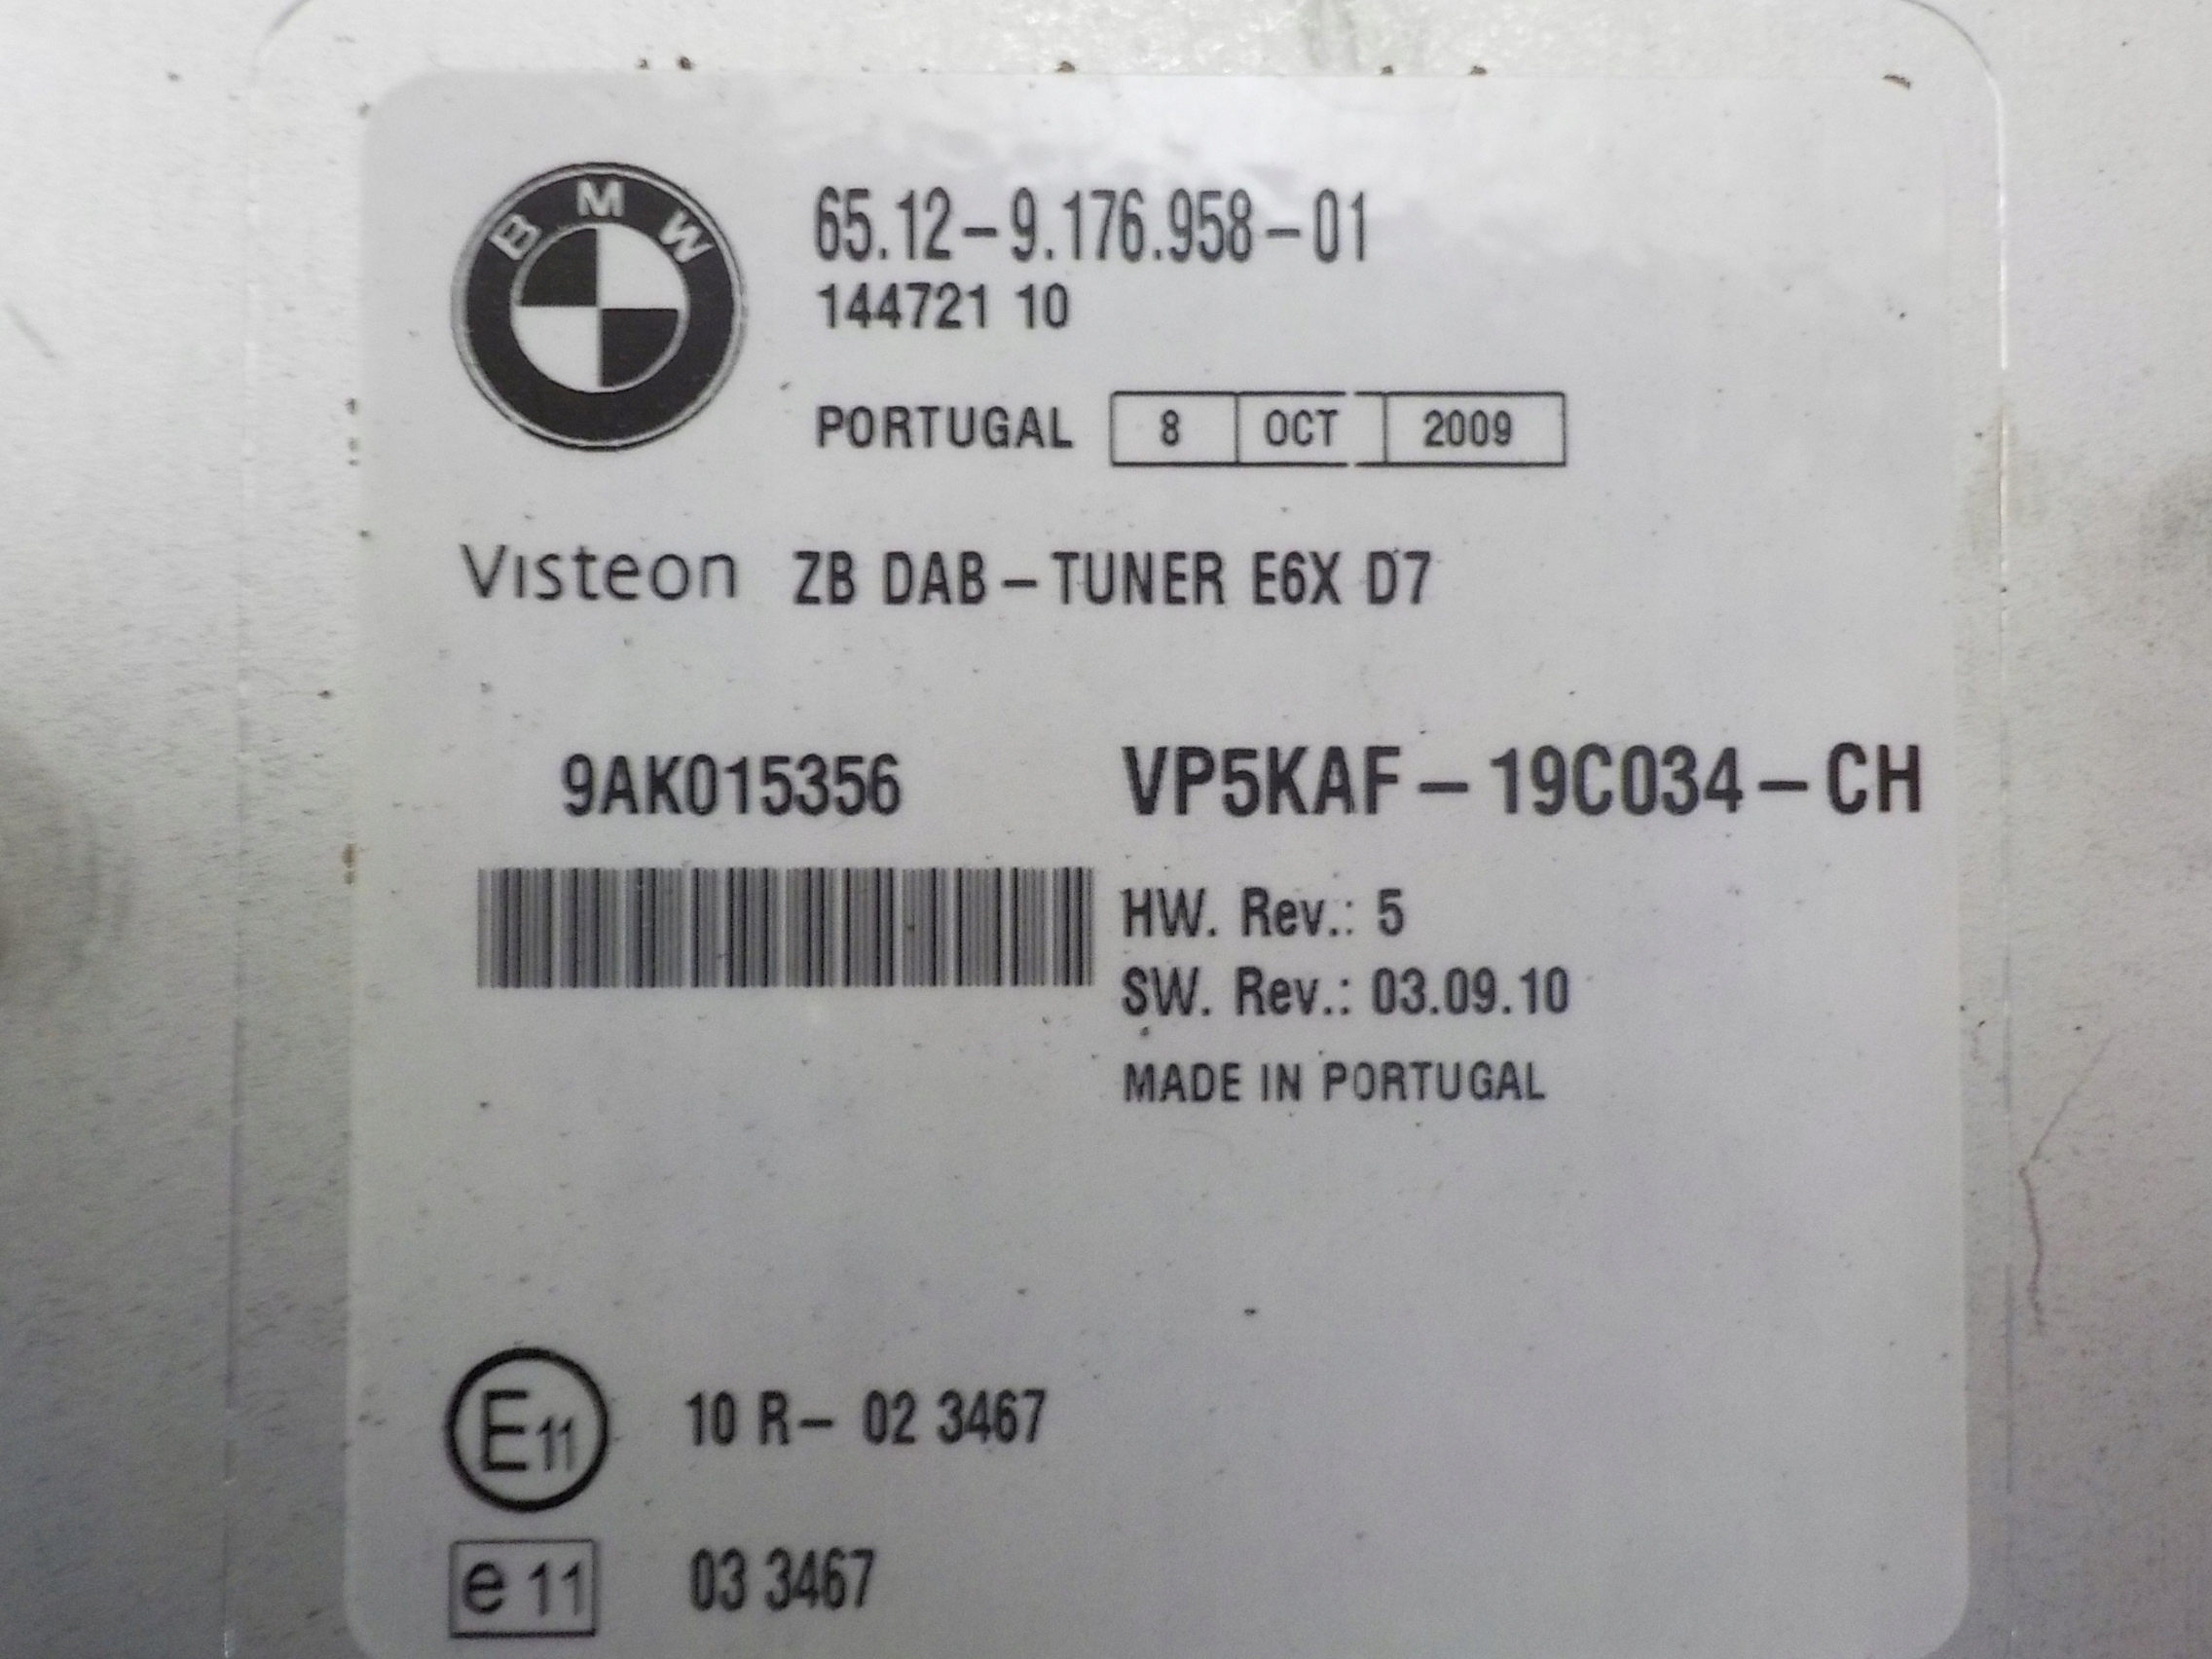 BMW
65.12-9.176.958-01
144721 10
PORTUGAL 8 OCT 2009
Visteon ZB DAB-TUNER E6X D7
9AK015356
VP5KAF-19C034-CH
HW. Rev.: 5
SW. Rev.: 03.09.10
MADE IN PORTUGAL
E11 10 R- 02 3467
e 11 03 3467